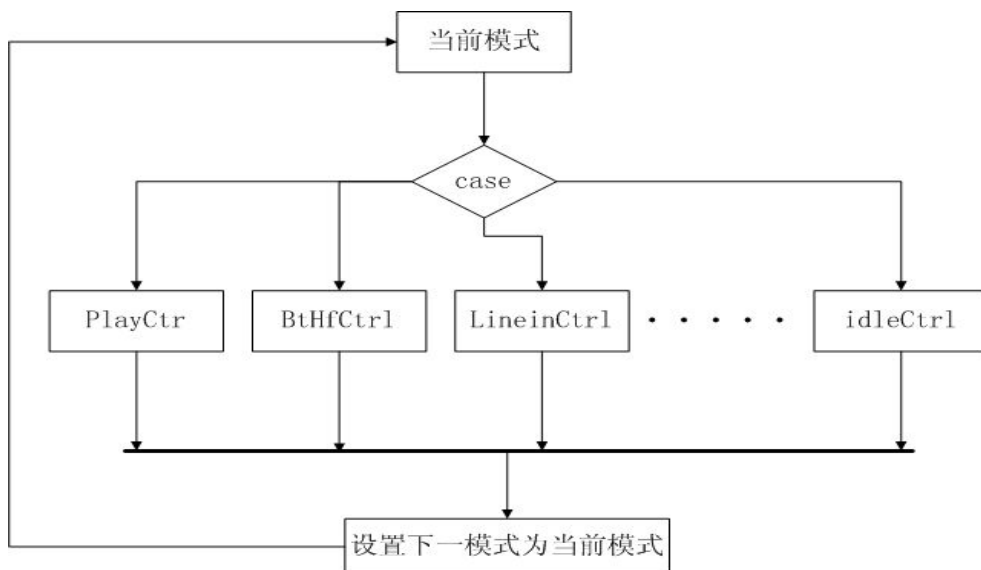 当前模式
case
PlayCtr
BtHfCtrl
LineinCtrl
· · · · ·
idleCtrl
设置下一模式为当前模式